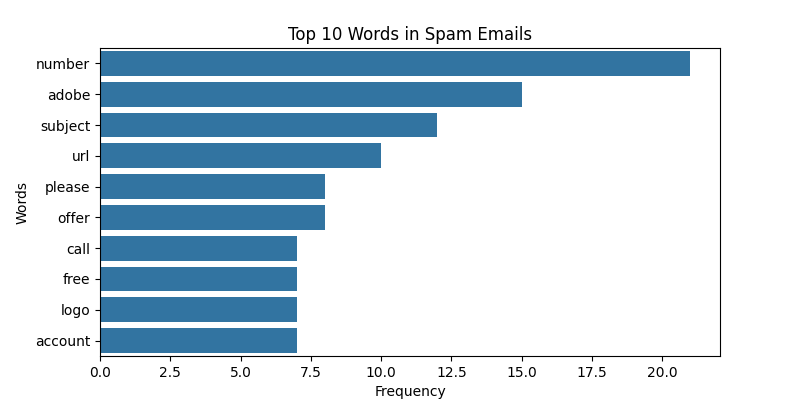 Top 10 Words in Spam Emails
number
adobe
subject
url
please
offer
call
free
logo
account
Words
0.0 2.5 5.0 7.5 10.0 12.5 15.0 17.5 20.0
Frequency